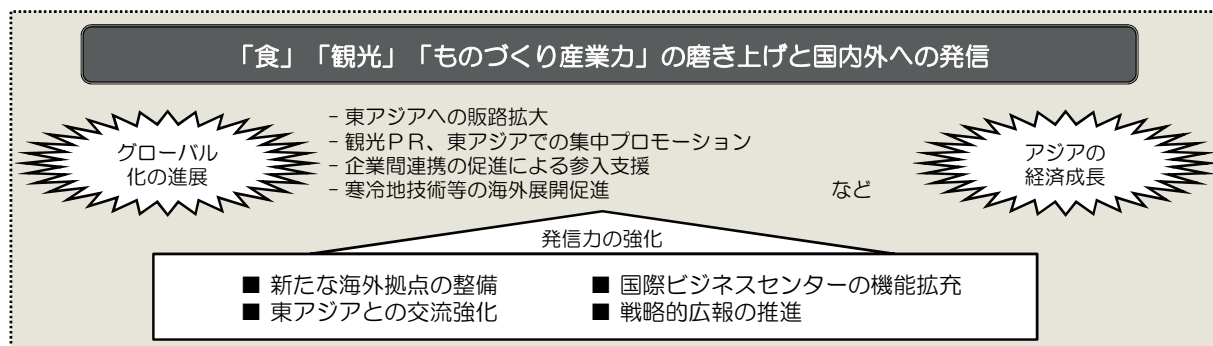 「食」「観光」「ものづくり産業力」の磨き上げと国内外への発信
グローバル
化の進展
- 東アジアへの販路拡大
- 観光ＰＲ、東アジアでの集中プロモーション
- 企業間連携の促進による参入支援
- 寒冷地技術等の海外展開促進 など
アジアの
経済成長
発信力の強化
■ 新たな海外拠点の整備 ■ 国際ビジネスセンターの機能拡充
■ 東アジアとの交流強化 ■ 戦略的広報の推進